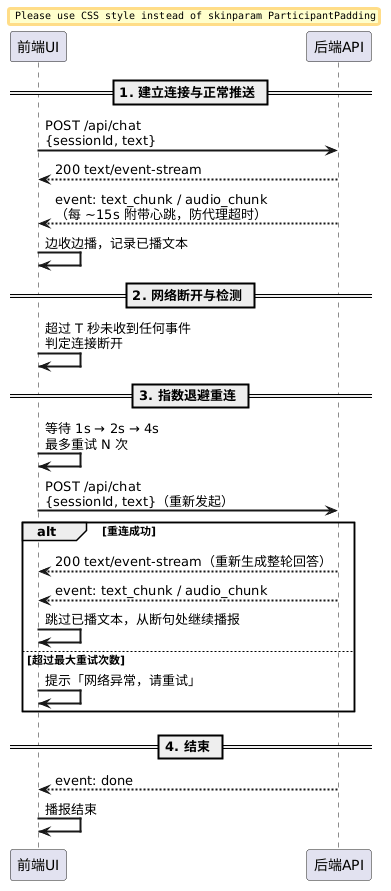 Please use CSS style instead of skinparam ParticipantPadding
前端UI
后端API
1. 建立连接与正常推送
POST /api/chat
{sessionId, text}
200 text/event-stream
event: text_chunk / audio_chunk
（每 ~15s 附带心跳，防代理超时）
边收边播，记录已播文本
2. 网络断开与检测
超过 T 秒未收到任何事件
判定连接断开
3. 指数退避重连
等待 1s → 2s → 4s
最多重试 N 次
POST /api/chat
{sessionId, text}（重新发起）
alt [重连成功]
200 text/event-stream（重新生成整轮回答）
event: text_chunk / audio_chunk
跳过已播文本，从断句处继续播报
[超过最大重试次数]
提示「网络异常，请重试」
4. 结束
event: done
播报结束
前端UI
后端API